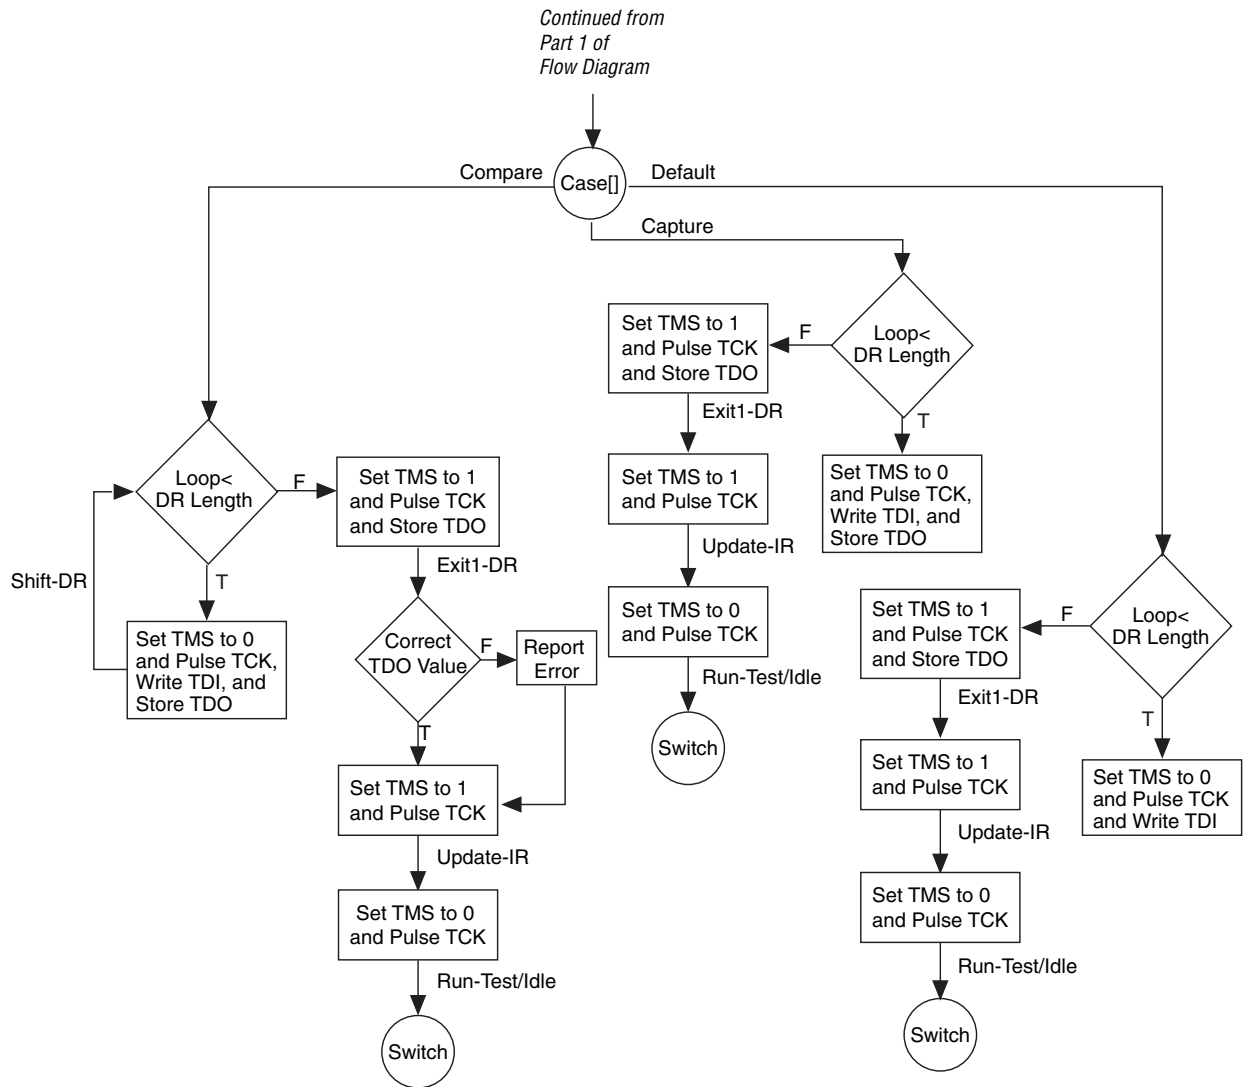 Continued from
Part 1 of
Flow Diagram
Compare
Case[]
Default
Capture
Set TMS to 1
and Pulse TCK
and Store TDO
F
Loop<
DR Length
T
Exit1-DR
Set TMS to 1
and Pulse TCK
Set TMS to 0
and Pulse TCK,
Write TDI, and
Store TDO
Update-IR
Set TMS to 0
and Pulse TCK
Run-Test/Idle
Switch
Loop<
DR Length
F
Set TMS to 1
and Pulse TCK
and Store TDO
Shift-DR
T
Exit1-DR
Set TMS to 0
and Pulse TCK,
Write TDI, and
Store TDO
Correct
TDO Value
F
Report
Error
T
Set TMS to 1
and Pulse TCK
Update-IR
Set TMS to 0
and Pulse TCK
Run-Test/Idle
Switch
Set TMS to 1
and Pulse TCK
and Store TDO
F
Loop<
DR Length
Exit1-DR
T
Set TMS to 1
and Pulse TCK
Set TMS to 0
and Pulse TCK
and Write TDI
Update-IR
Set TMS to 0
and Pulse TCK
Run-Test/Idle
Switch